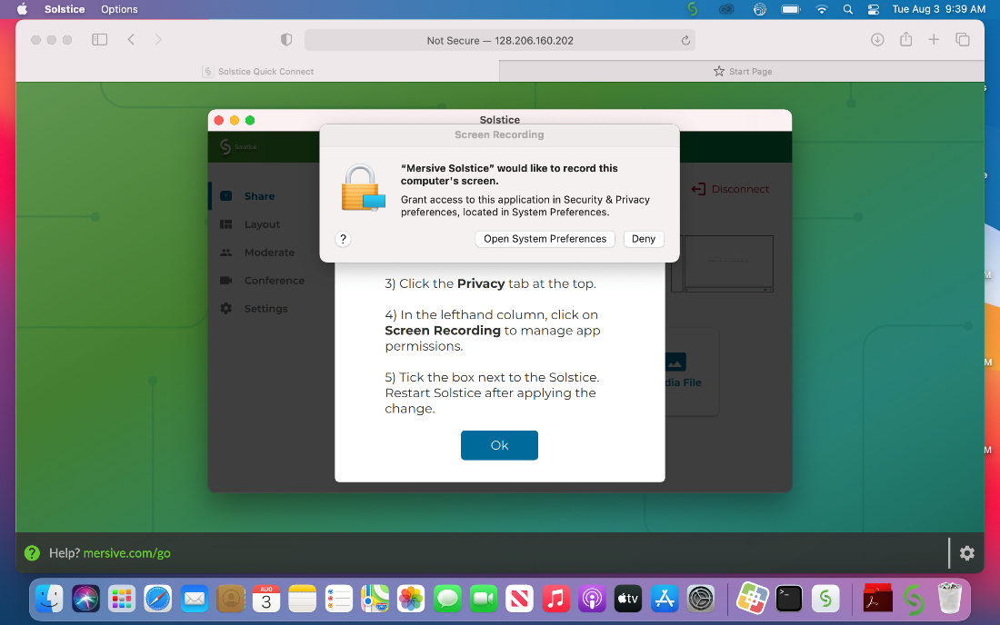 Solstice Options Tue Aug 3 9:39 AM
Not Secure — 128.206.160.202
Solstice Quick Connect Start Page
Solstice
Screen Recording
Solstice
“Mersive Solstice” would like to record this
computer's screen.
Grant access to this application in Security & Privacy
preferences, located in System Preferences.
? Open System Preferences Deny
Share
Layout
Moderate
Conference
Settings
Disconnect
3) Click the Privacy tab at the top.
4) In the lefthand column, click on
Screen Recording to manage app
permissions.
5) Tick the box next to the Solstice.
Restart Solstice after applying the
change.
Ok
dia File
? Help? mersive.com/go
AUG
3
tv